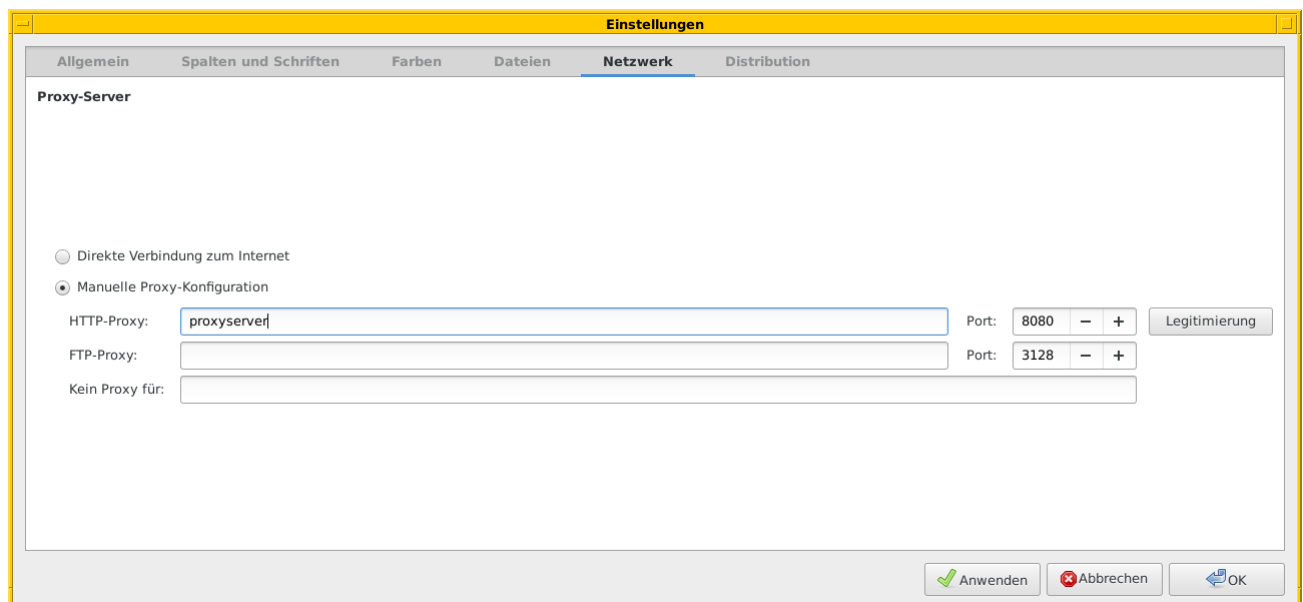 Einstellungen
Allgemein Spalten und Schriften Farben Dateien Netzwerk Distribution
Proxy-Server
Direkte Verbindung zum Internet
Manuelle Proxy-Konfiguration
HTTP-Proxy: proxyserver Port: 8080 − + Legitimierung
FTP-Proxy: Port: 3128 − +
Kein Proxy für:
Anwenden Abbrechen OK